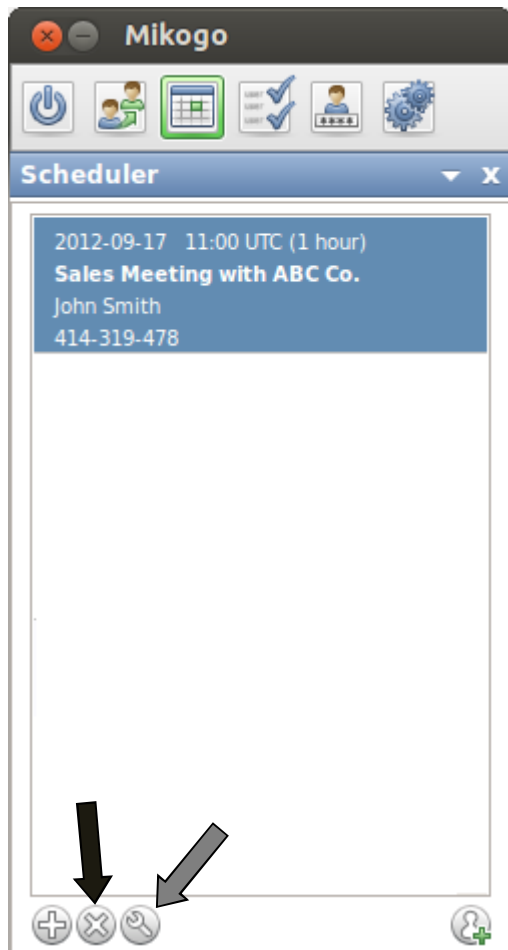 Mikogo
Scheduler
2012-09-17 11:00 UTC (1 hour)
Sales Meeting with ABC Co.
John Smith
414-319-478